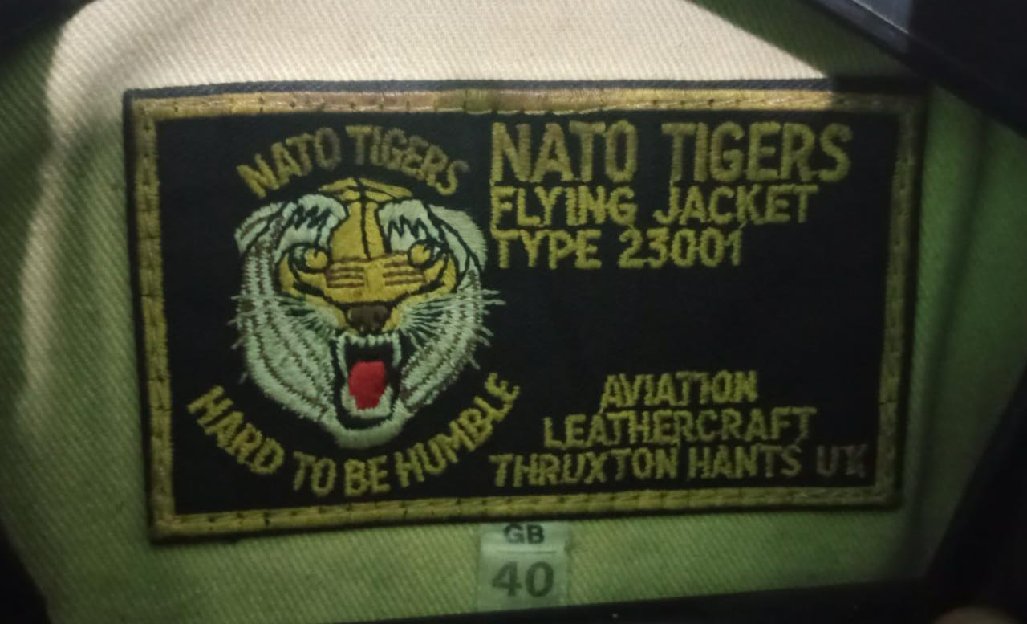 NATO TIGERS
HARD TO BE HUMBLE
NATO TIGERS
FLYING JACKET
TYPE 23001
AVIATION
LEATHERCRAFT
THRUXTON HANTS UK
GB
40